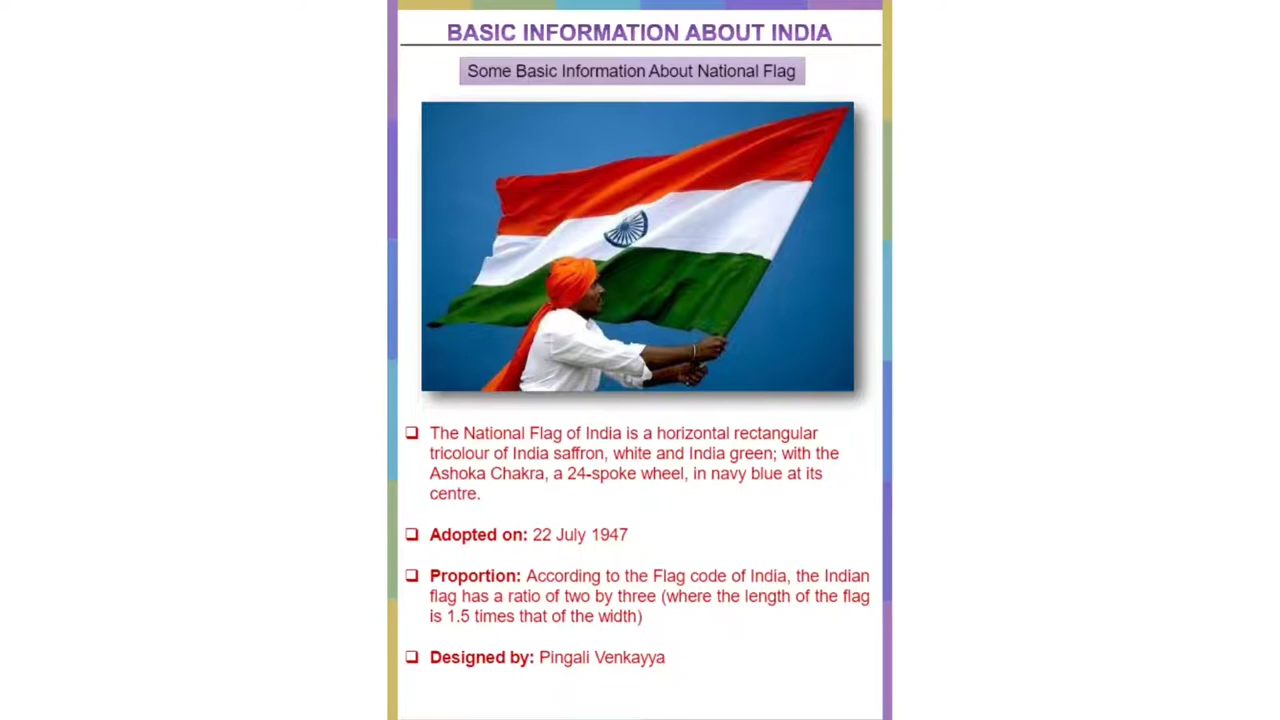 BASIC INFORMATION ABOUT INDIA
Some Basic Information About National Flag
The National Flag of India is a horizontal rectangular
tricolour of India saffron, white and India green; with the
Ashoka Chakra, a 24-spoke wheel, in navy blue at its
centre.
Adopted on: 22 July 1947
Proportion: According to the Flag code of India, the Indian
flag has a ratio of two by three (where the length of the flag
is 1.5 times that of the width)
Designed by: Pingali Venkayya